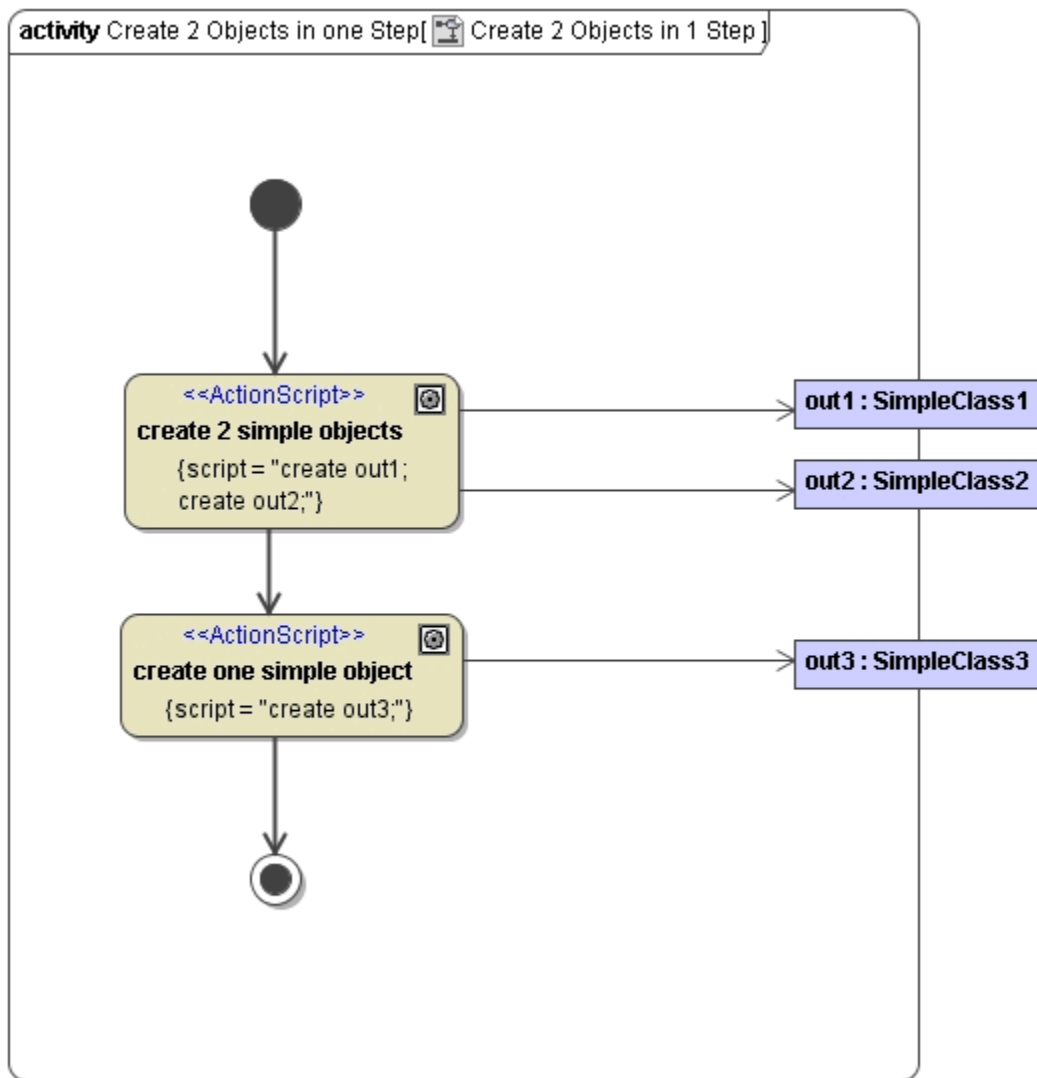 activity Create 2 Objects in one Step[ Create 2 Objects in 1 Step ]
<<ActionScript>>
create 2 simple objects
{script = "create out1;
create out2;"}
out1 : SimpleClass1
out2 : SimpleClass2
<<ActionScript>>
create one simple object
{script = "create out3;"}
out3 : SimpleClass3